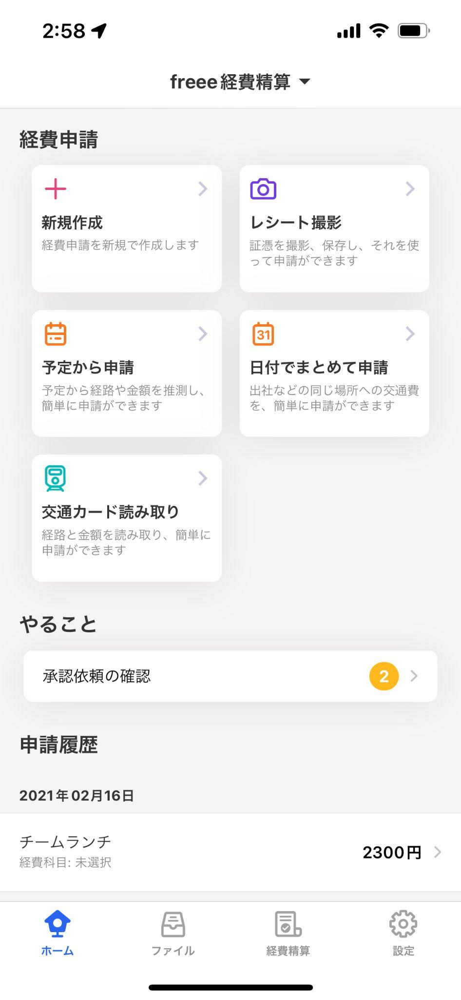 2:58
freee経費精算
経費申請
新規作成
経費申請を新規で作成します
レシート撮影
証憑を撮影、保存し、それを使
って申請ができます
予定から申請
予定から経路や金額を推測し、
簡単に申請ができます
31
日付でまとめて申請
出社などの同じ場所への交通費
を、簡単に申請ができます
交通カード読み取り
経路と金額を読み取り、簡単に
申請ができます
やること
承認依頼の確認
2
申請履歴
2021年02月16日
チームランチ
経費科目: 未選択
2300円
ホーム
ファイル
経費精算
設定